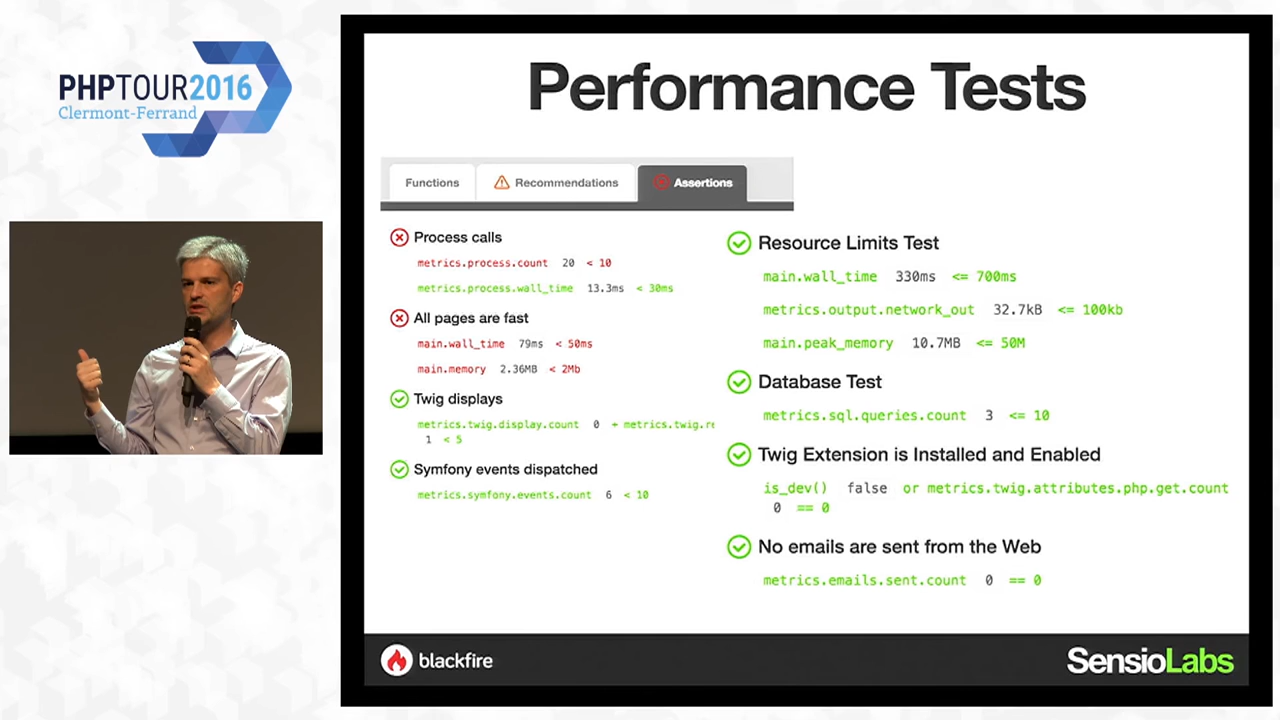 PHPTOUR2016
Clermont-Ferrand
Performance Tests
Functions
Recommendations
Assertions
Process calls
metrics.process.count 20 < 10
metrics.process.wall_time 13.3ms < 30ms
All pages are fast
main.wall_time 79ms < 50ms
main.memory 2.36MB < 2Mb
Twig displays
metrics.twig.display.count 0 + metrics.twig.re
1 < 5
Symfony events dispatched
metrics.symfony.events.count 6 < 10
Resource Limits Test
main.wall_time 330ms <= 700ms
metrics.output.network_out 32.7kB <= 100kb
main.peak_memory 10.7MB <= 50M
Database Test
metrics.sql.queries.count 3 <= 10
Twig Extension is Installed and Enabled
is_dev() false or metrics.twig.attributes.php.get.count
0 == 0
No emails are sent from the Web
metrics.emails.sent.count 0 == 0
blackfire
SensioLabs